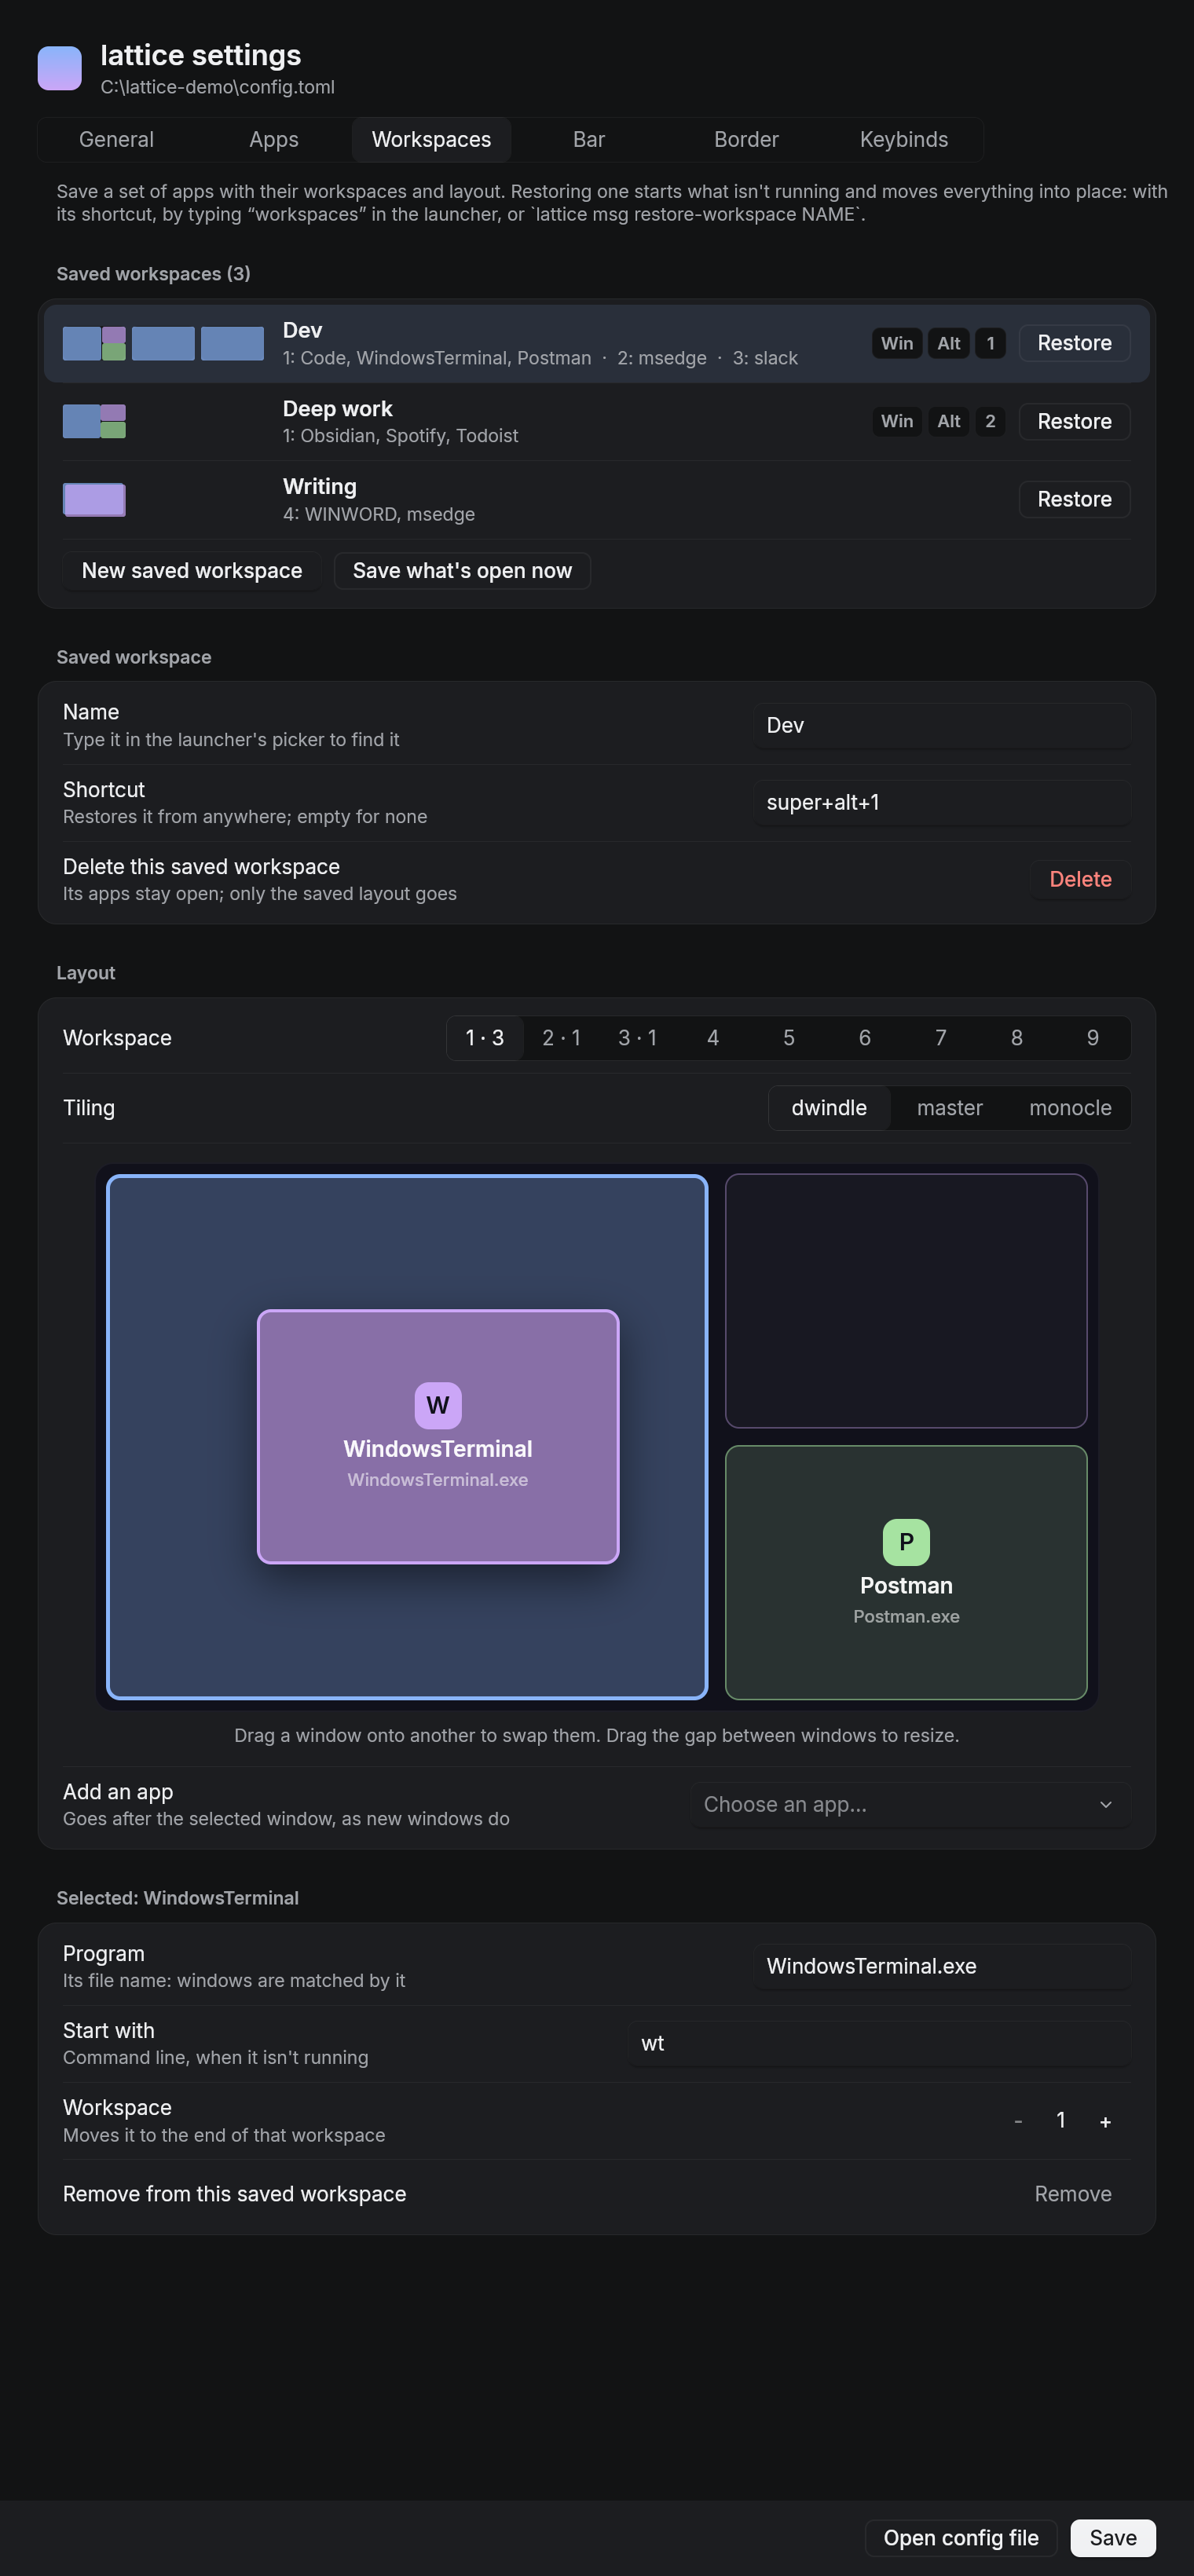 lattice settings
C:\lattice-demo\config.toml
General Apps Workspaces Bar Border Keybinds
Save a set of apps with their workspaces and layout. Restoring one starts what isn't running and moves everything into place: with
its shortcut, by typing “workspaces” in the launcher, or `lattice msg restore-workspace NAME`.
Saved workspaces (3)
Dev
1: Code, WindowsTerminal, Postman · 2: msedge · 3: slack
Win Alt 1 Restore
Deep work
1: Obsidian, Spotify, Todoist
Win Alt 2 Restore
Writing
4: WINWORD, msedge
Restore
New saved workspace Save what's open now
Saved workspace
Name
Type it in the launcher's picker to find it
Dev
Shortcut
Restores it from anywhere; empty for none
super+alt+1
Delete this saved workspace
Its apps stay open; only the saved layout goes
Delete
Layout
Workspace 1 · 3 2 · 1 3 · 1 4 5 6 7 8 9
Tiling dwindle master monocle
W
WindowsTerminal
WindowsTerminal.exe
P
Postman
Postman.exe
Drag a window onto another to swap them. Drag the gap between windows to resize.
Add an app
Goes after the selected window, as new windows do
Choose an app...
Selected: WindowsTerminal
Program
Its file name: windows are matched by it
WindowsTerminal.exe
Start with
Command line, when it isn't running
wt
Workspace
Moves it to the end of that workspace
- 1 +
Remove from this saved workspace Remove
Open config file Save